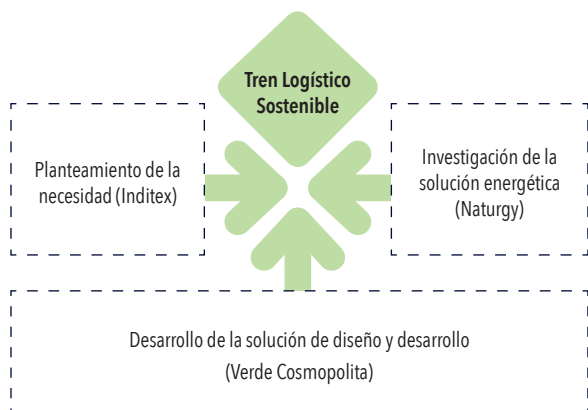 Tren Logístico
Sostenible
Planteamiento de la
necesidad (Inditex)
Investigación de la
solución energética
(Naturgy)
Desarrollo de la solución de diseño y desarrollo
(Verde Cosmopolita)